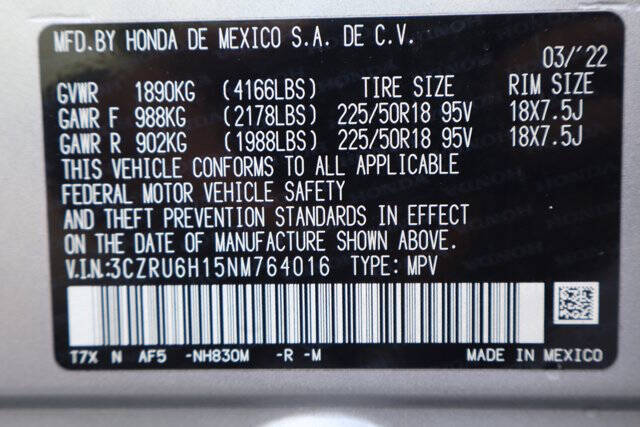 MFD.BY HONDA DE MEXICO S.A. DE C.V.
03/'22
GVWR 1890KG (4166LBS) TIRE SIZE RIM SIZE
GAWR F 988KG (2178LBS) 225/50R18 95V 18X7.5J
GAWR R 902KG (1988LBS) 225/50R18 95V 18X7.5J
THIS VEHICLE CONFORMS TO ALL APPLICABLE
FEDERAL MOTOR VEHICLE SAFETY
AND THEFT PREVENTION STANDARDS IN EFFECT
ON THE DATE OF MANUFACTURE SHOWN ABOVE.
V.I.N.:3CZRU6H15NM764016 TYPE: MPV
T7X N AF5 -NH830M -R -M MADE IN MEXICO